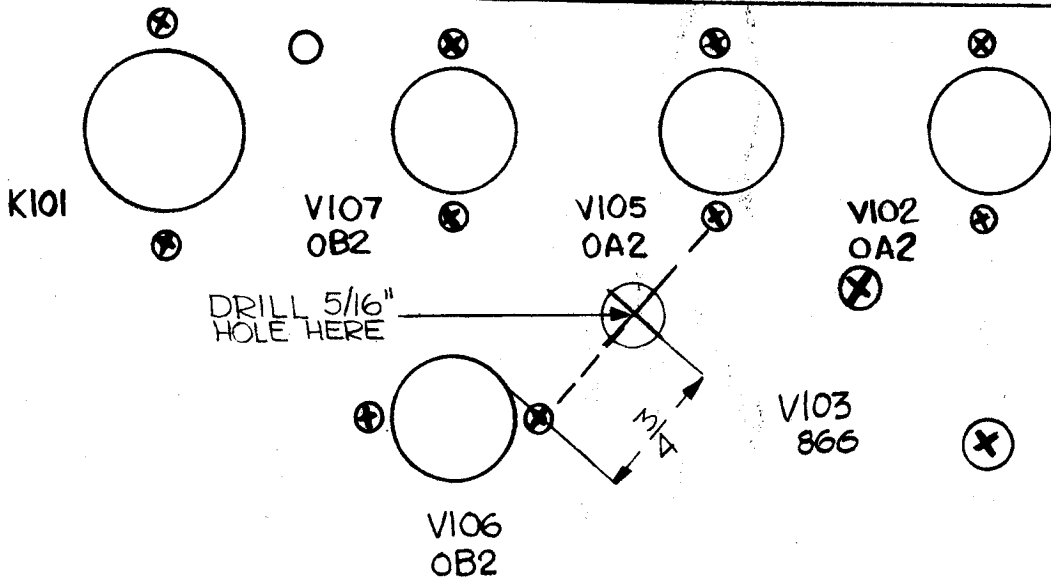 K101
V107
0B2
V105
0A2
V102
0A2
DRILL 5/16"
HOLE HERE
3/4
V103
866
V106
0B2